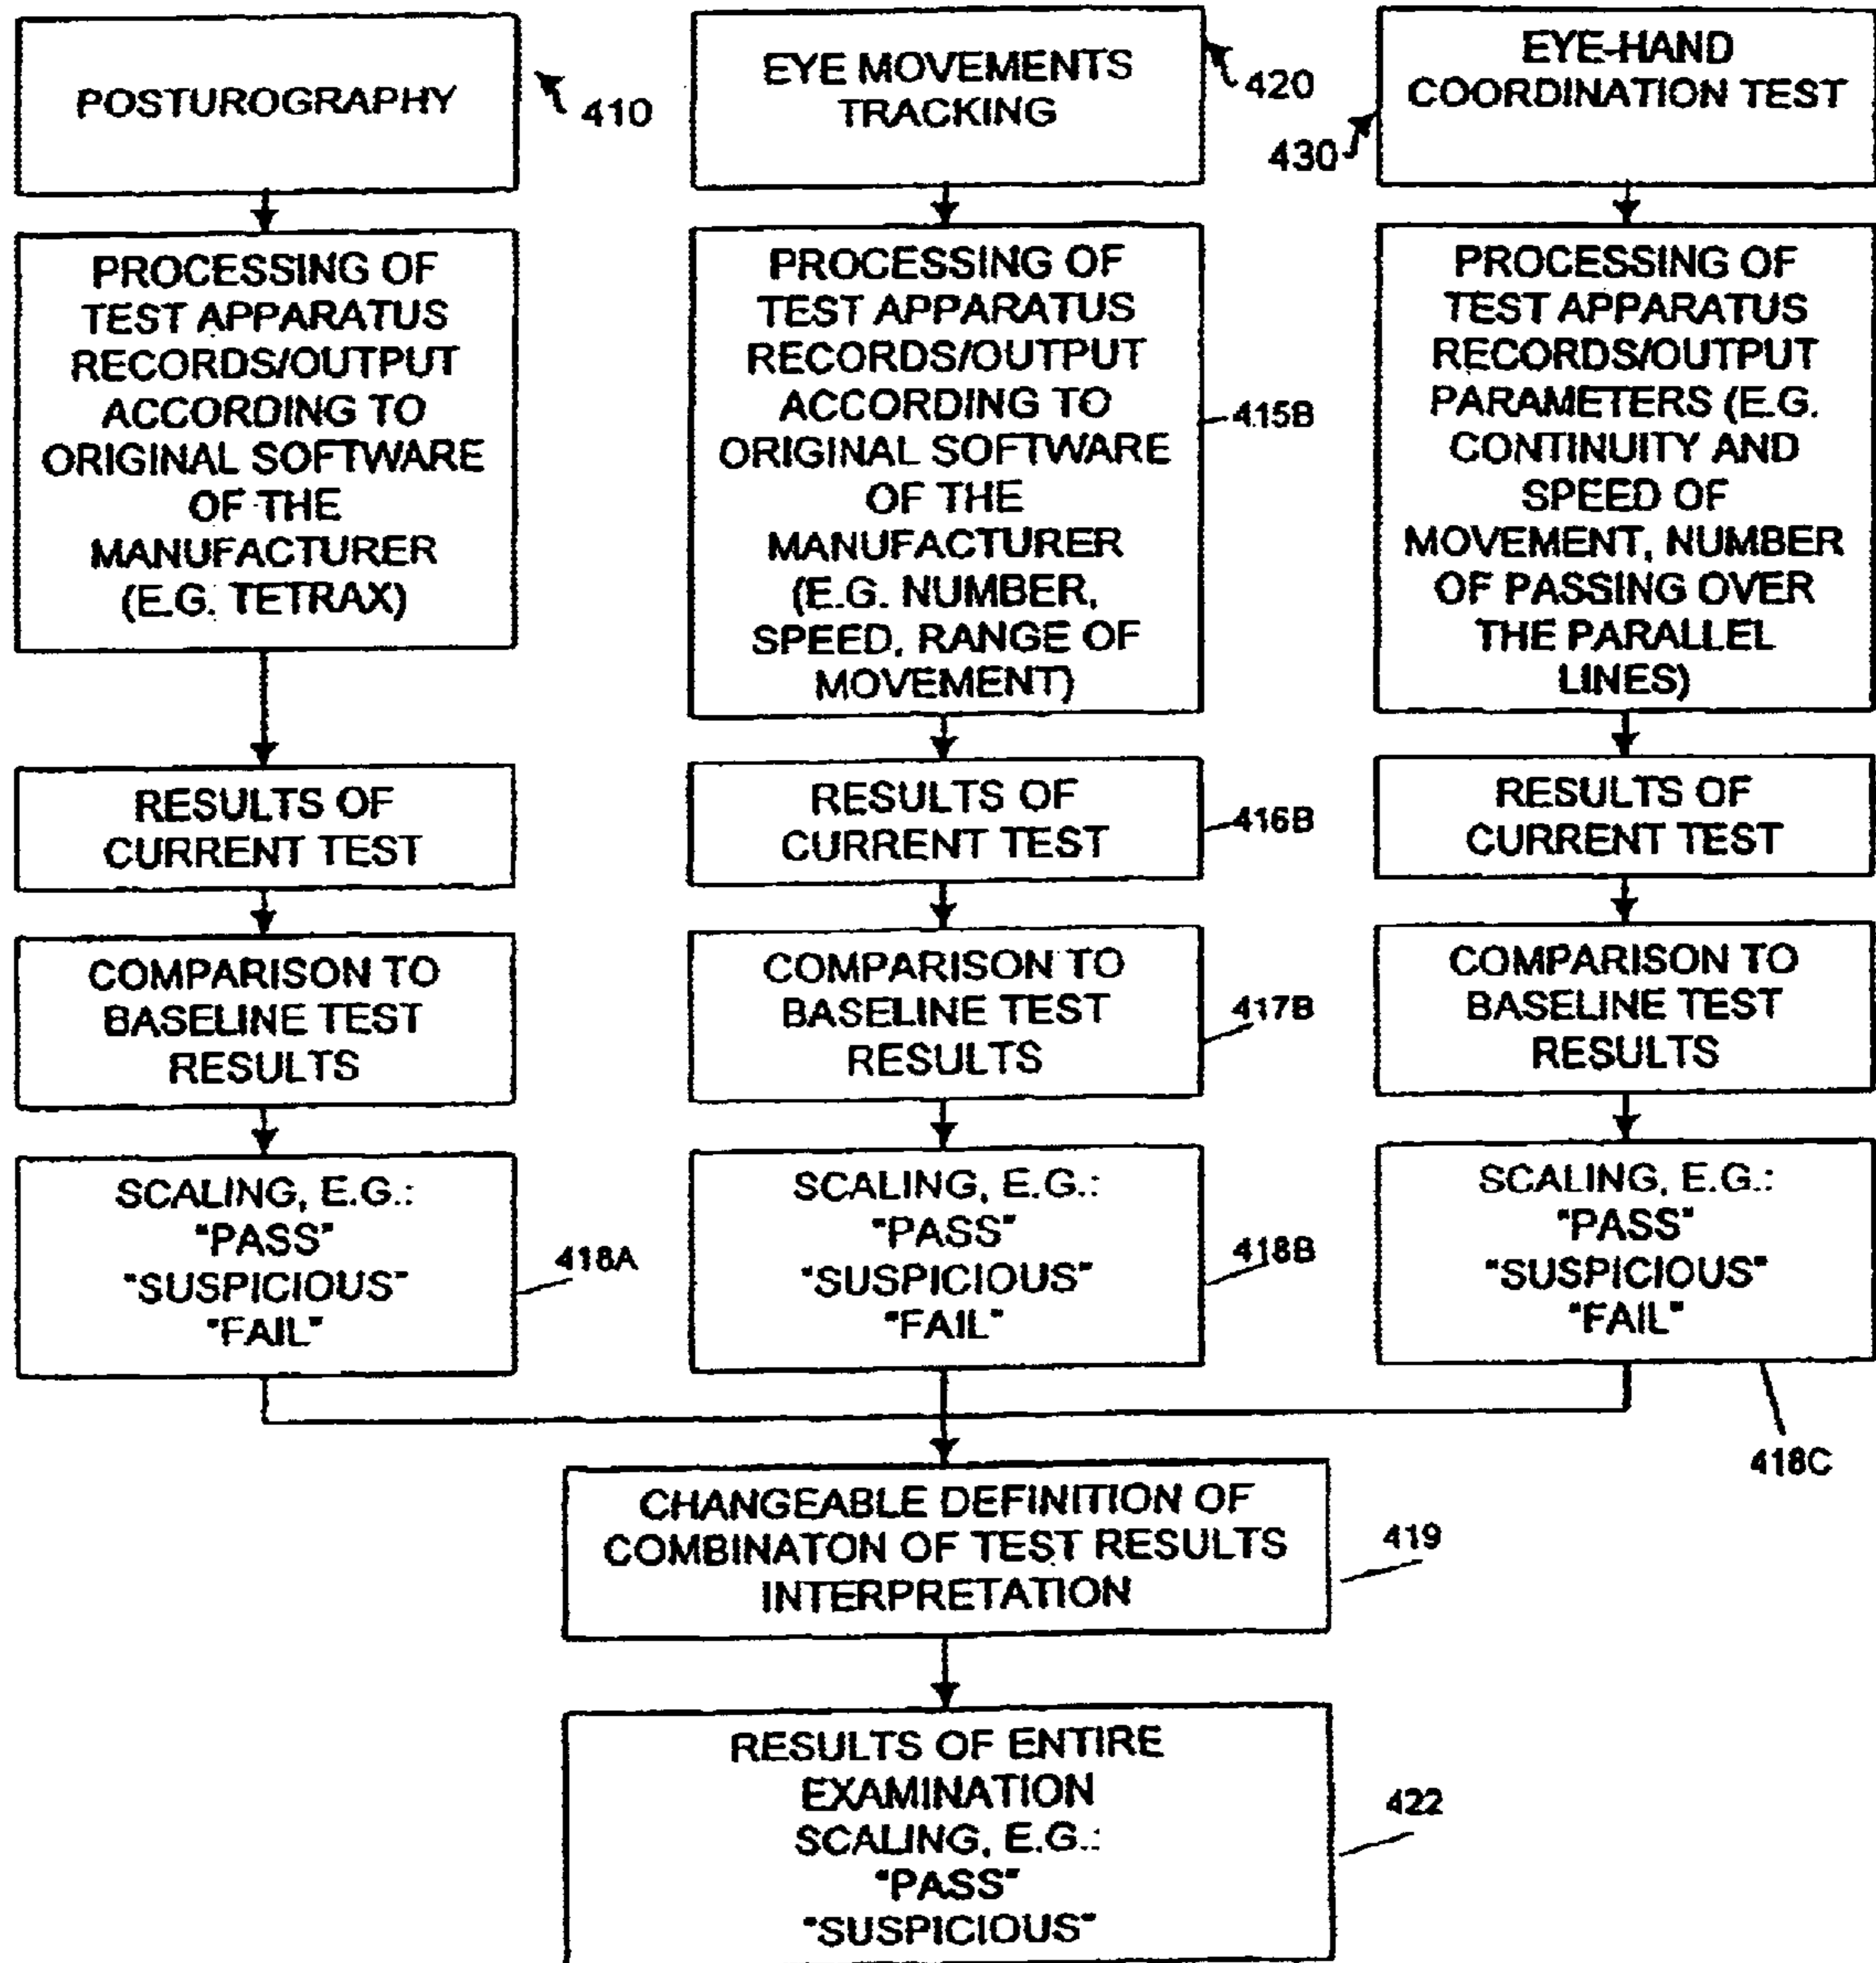 POSTUROGRAPHY
410
EYE MOVEMENTS
TRACKING
420
EYE-HAND
COORDINATION TEST
430
PROCESSING OF
TEST APPARATUS
RECORDS/OUTPUT
ACCORDING TO
ORIGINAL SOFTWARE
OF THE
MANUFACTURER
(E.G. TETRAX)
PROCESSING OF
TEST APPARATUS
RECORDS/OUTPUT
ACCORDING TO
ORIGINAL SOFTWARE
OF THE
MANUFACTURER
(E.G. NUMBER,
SPEED, RANGE OF
MOVEMENT)
415B
PROCESSING OF
TEST APPARATUS
RECORDS/OUTPUT
PARAMETERS (E.G.
CONTINUITY AND
SPEED OF
MOVEMENT, NUMBER
OF PASSING OVER
THE PARALLEL
LINES)
RESULTS OF
CURRENT TEST
RESULTS OF
CURRENT TEST
416B
RESULTS OF
CURRENT TEST
COMPARISON TO
BASELINE TEST
RESULTS
COMPARISON TO
BASELINE TEST
RESULTS
417B
COMPARISON TO
BASELINE TEST
RESULTS
SCALING, E.G.:
"PASS"
"SUSPICIOUS"
"FAIL"
418A
SCALING, E.G.:
"PASS"
"SUSPICIOUS"
"FAIL"
418B
SCALING, E.G.:
"PASS"
"SUSPICIOUS"
"FAIL"
418C
CHANGEABLE DEFINITION OF
COMBINATON OF TEST RESULTS
INTERPRETATION
419
RESULTS OF ENTIRE
EXAMINATION
SCALING, E.G.:
"PASS"
"SUSPICIOUS"
422